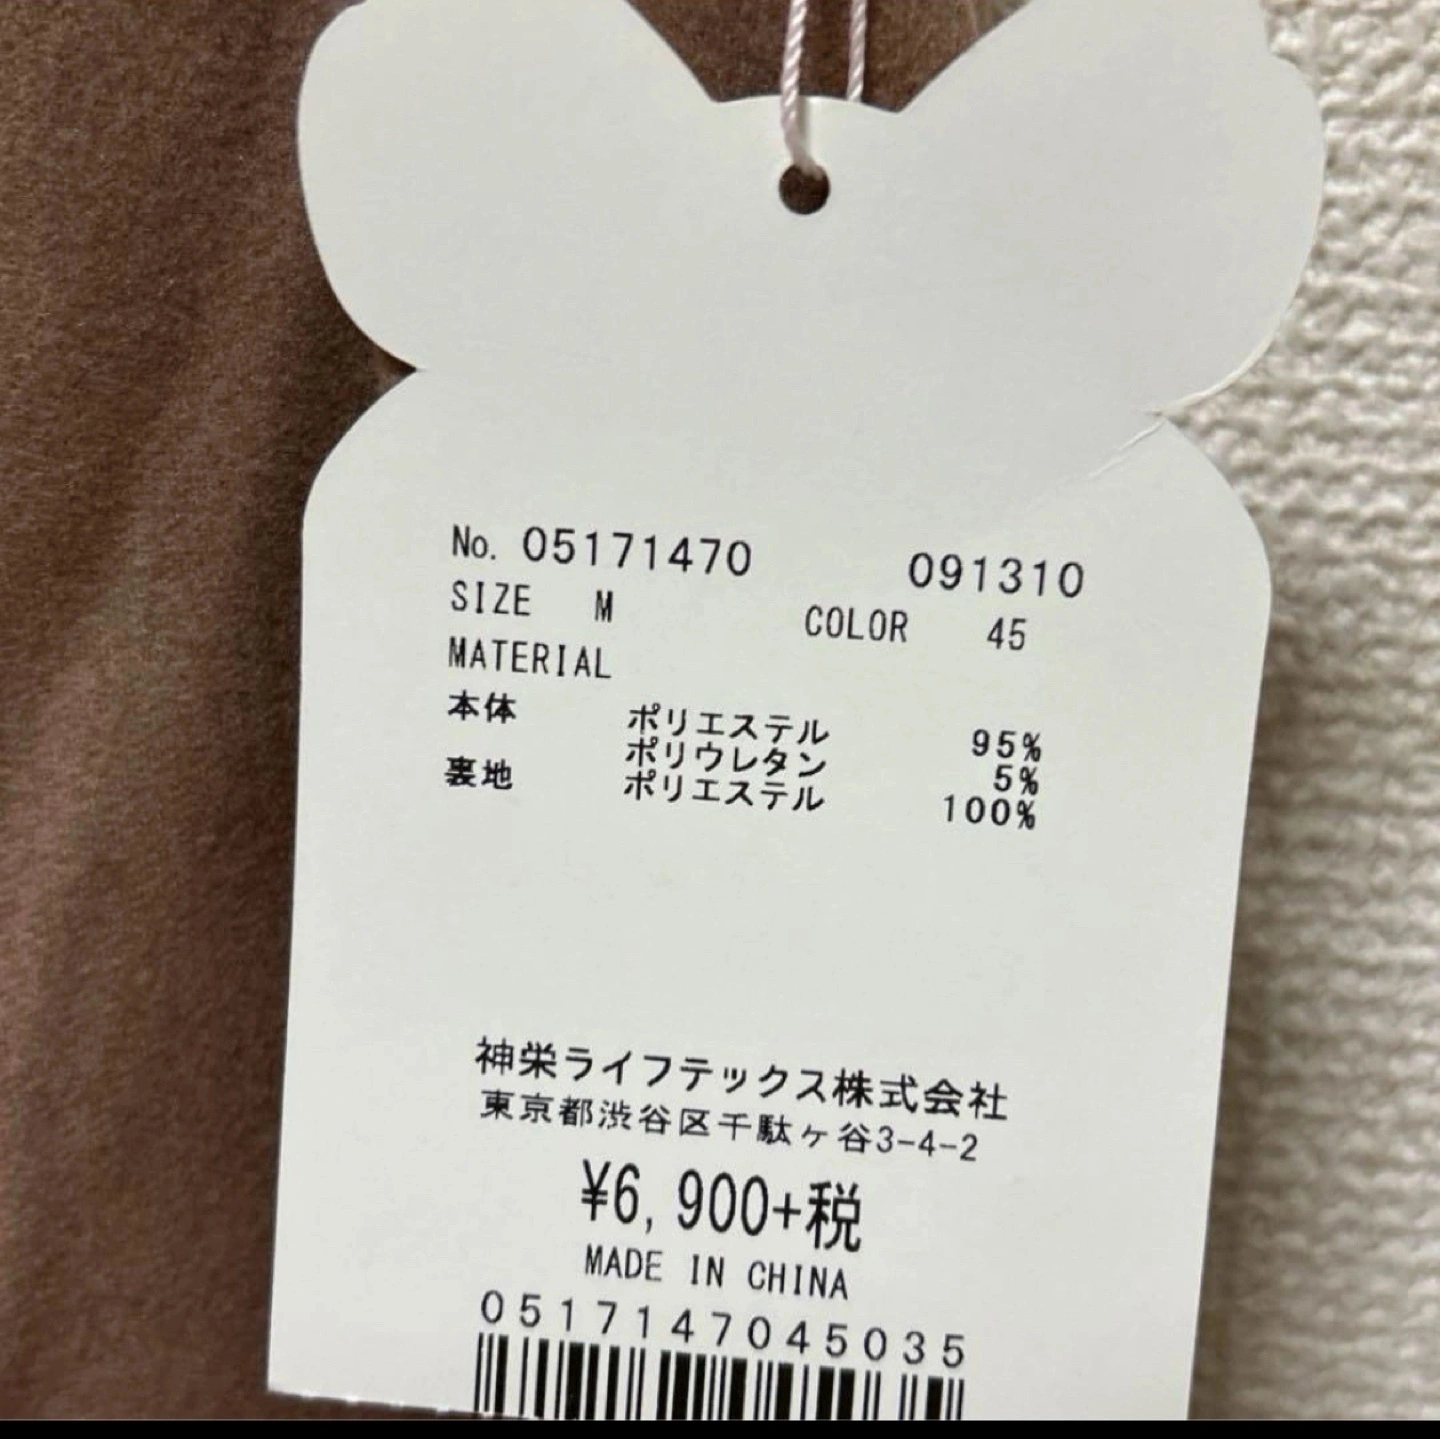 No. 05171470 091310
SIZE M COLOR 45
MATERIAL
本体 ポリエステル 95%
ポリウレタン 5%
裏地 ポリエステル 100%
神栄ライフテックス株式会社
東京都渋谷区千駄ヶ谷3-4-2
¥6,900+税
MADE IN CHINA
0517147045035